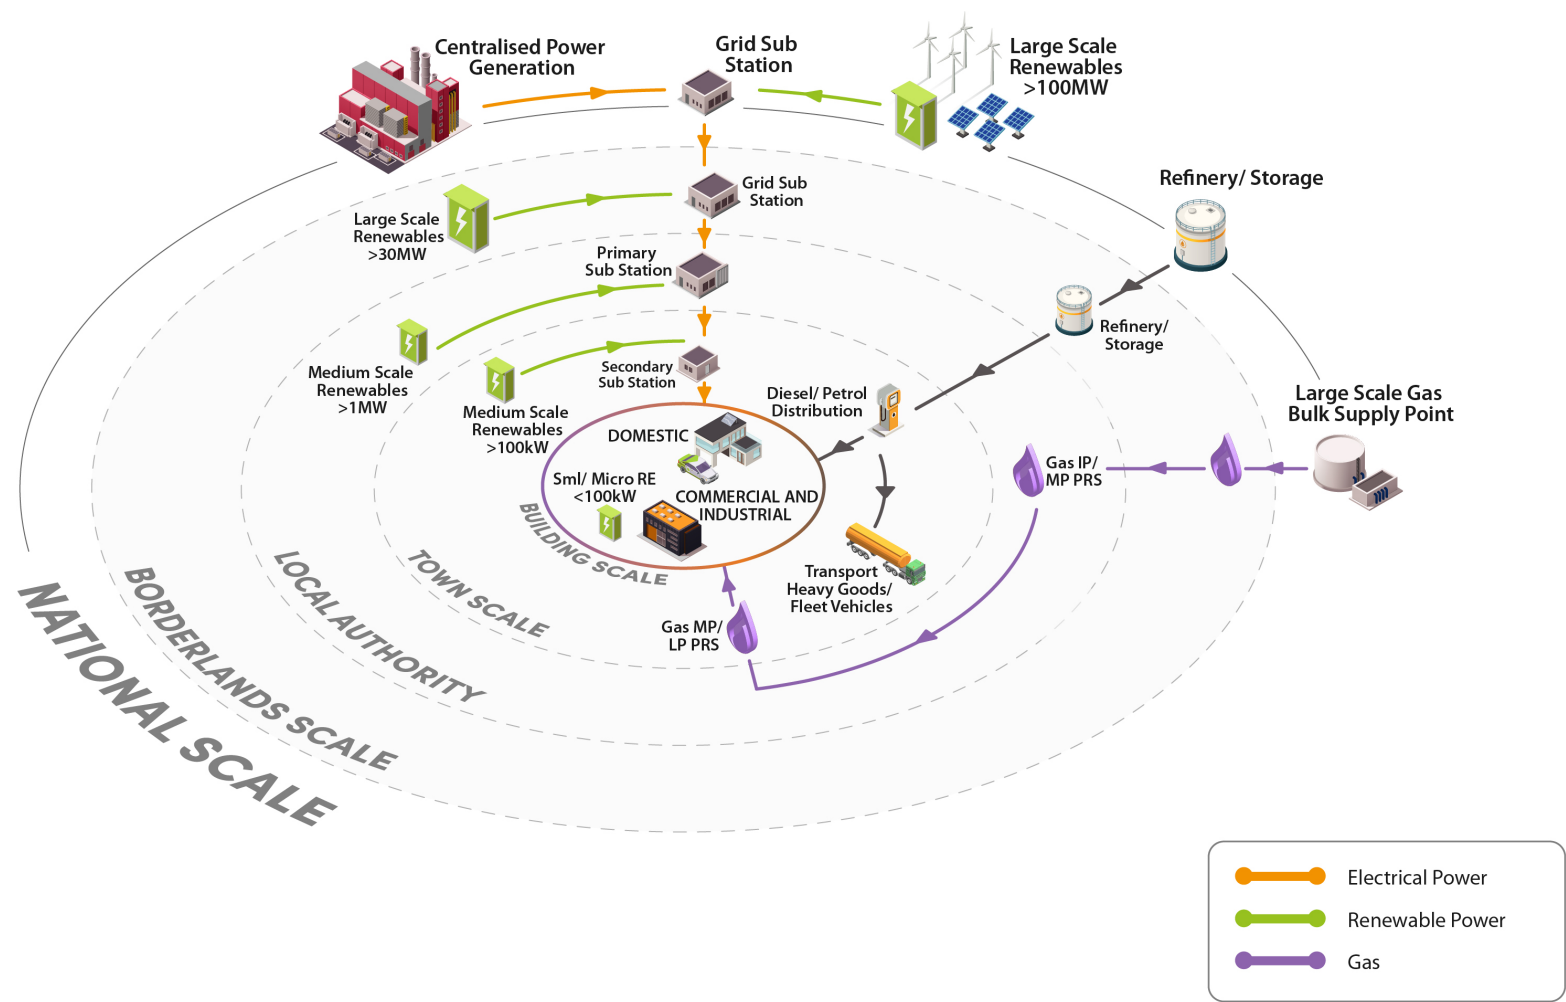 Centralised Power
Generation
Grid Sub
Station
Large Scale
Renewables
>100MW
Refinery/ Storage
Large Scale
Renewables
>30MW
Grid Sub
Station
Primary
Sub Station
Refinery/
Storage
Medium Scale
Renewables
>1MW
Secondary
Sub Station
Medium Scale
Renewables
>100kW
Diesel/ Petrol
Distribution
Large Scale Gas
Bulk Supply Point
DOMESTIC
Sml/ Micro RE
<100kW
COMMERCIAL AND
INDUSTRIAL
Gas IP/
MP PRS
Transport
Heavy Goods/
Fleet Vehicles
Gas MP/
LP PRS
BUILDING SCALE
TOWN SCALE
LOCAL AUTHORITY
BORDERLANDS SCALE
NATIONAL SCALE
Electrical Power
Renewable Power
Gas